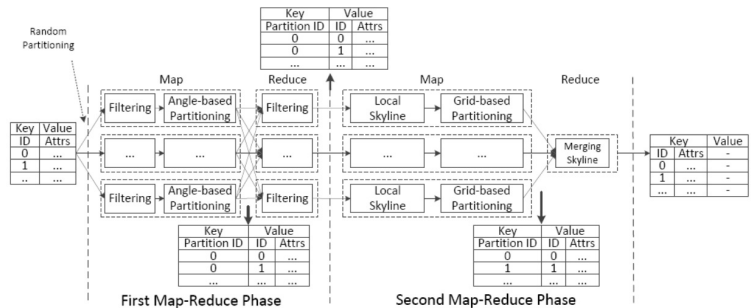 Key Value
Partition ID ID Attrs
0 0 ...
0 1 ...
... ... ...
Random
Partitioning
Map
Reduce
Map
Reduce
Filtering
Angle-based
Partitioning
Filtering
Local
Skyline
Grid-based
Partitioning
Key Value
ID Attrs
0 ...
1 ...
.. ...
... ... ... ... ...
Merging
Skyline
Key Value
ID Attrs -
0 ... -
1 ... -
... ... -
Filtering
Angle-based
Partitioning
Filtering
Local
Skyline
Grid-based
Partitioning
Key Value
Partition ID ID Attrs
0 0 ...
0 1 ...
... ... ...
Key Value
Partition ID ID Attrs
0 0 ...
1 1 ...
... ... ...
First Map-Reduce Phase
Second Map-Reduce Phase